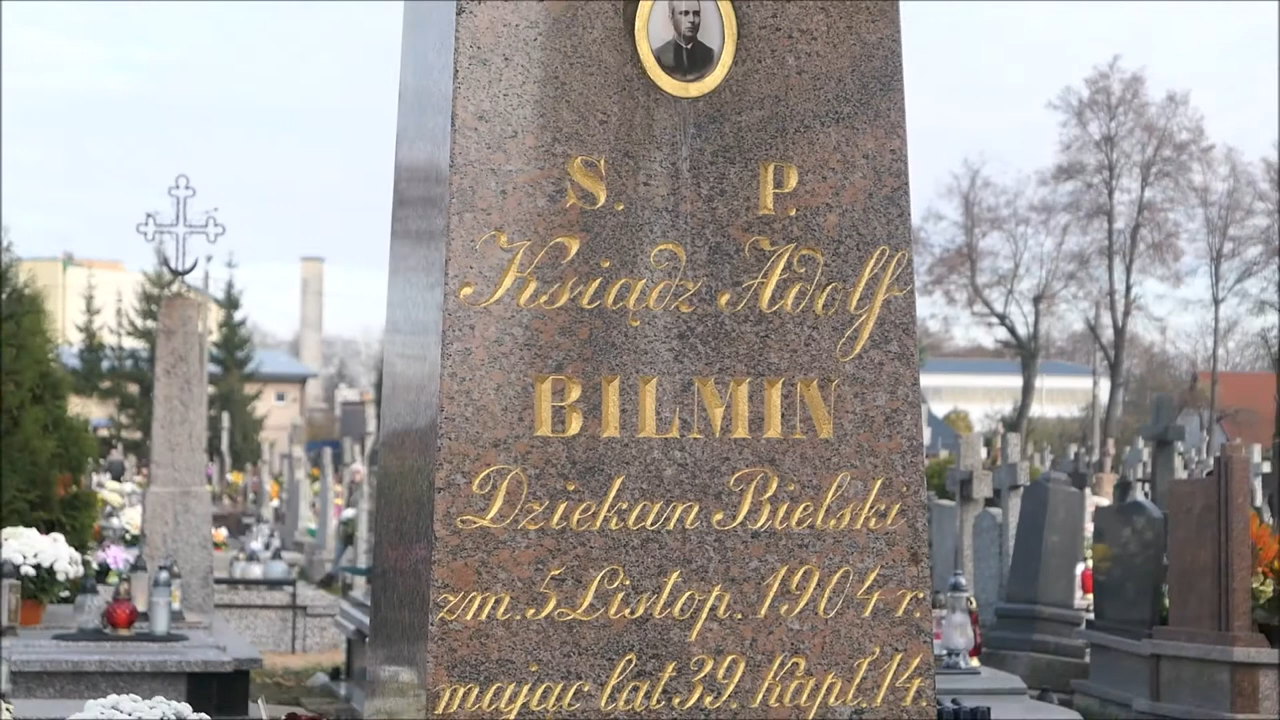 S. P.
Ksiądz Adolf
BILMIN
Dziekan Bielski
zm. 5 Listop. 1904 r.
mając lat 39. Kapł. 14.